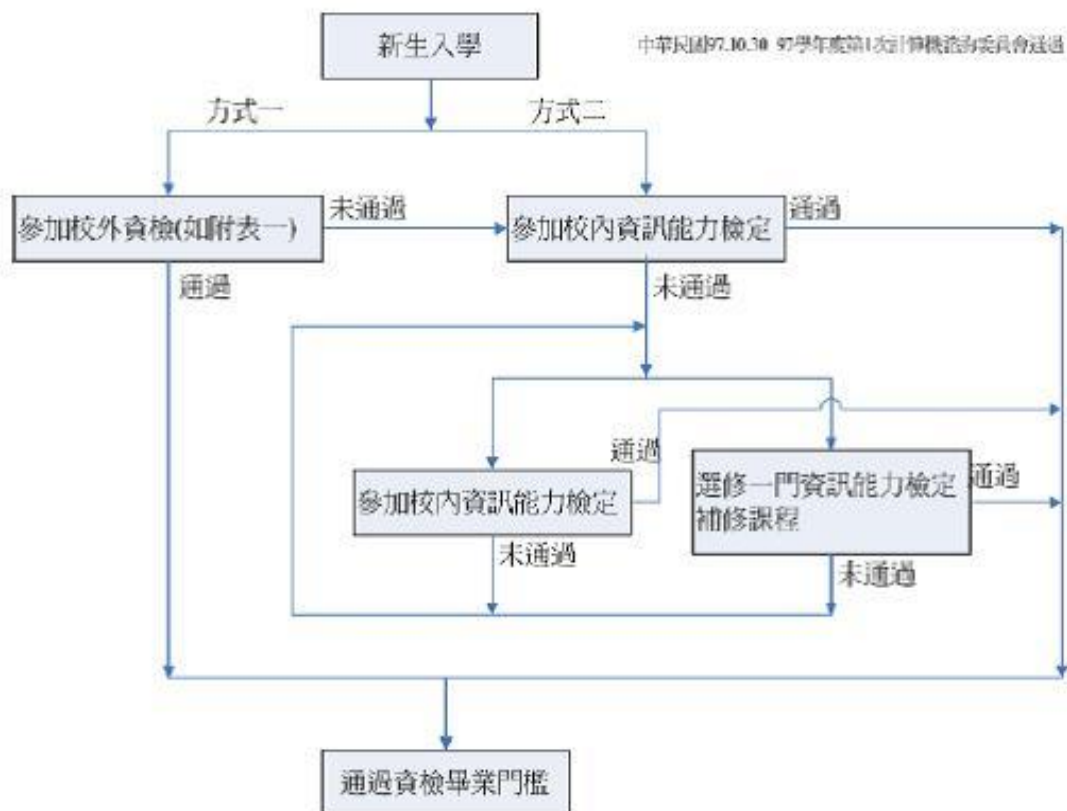 新生入學
中華民國97.10.30 97學年度第1次計算機諮詢委員會通過
方式一
方式二
參加校外資檢(如附表一)
未通過
參加校內資訊能力檢定
通過
通過
未通過
參加校內資訊能力檢定
通過
選修一門資訊能力檢定
補修課程
通過
未通過
未通過
通過資檢畢業門檻